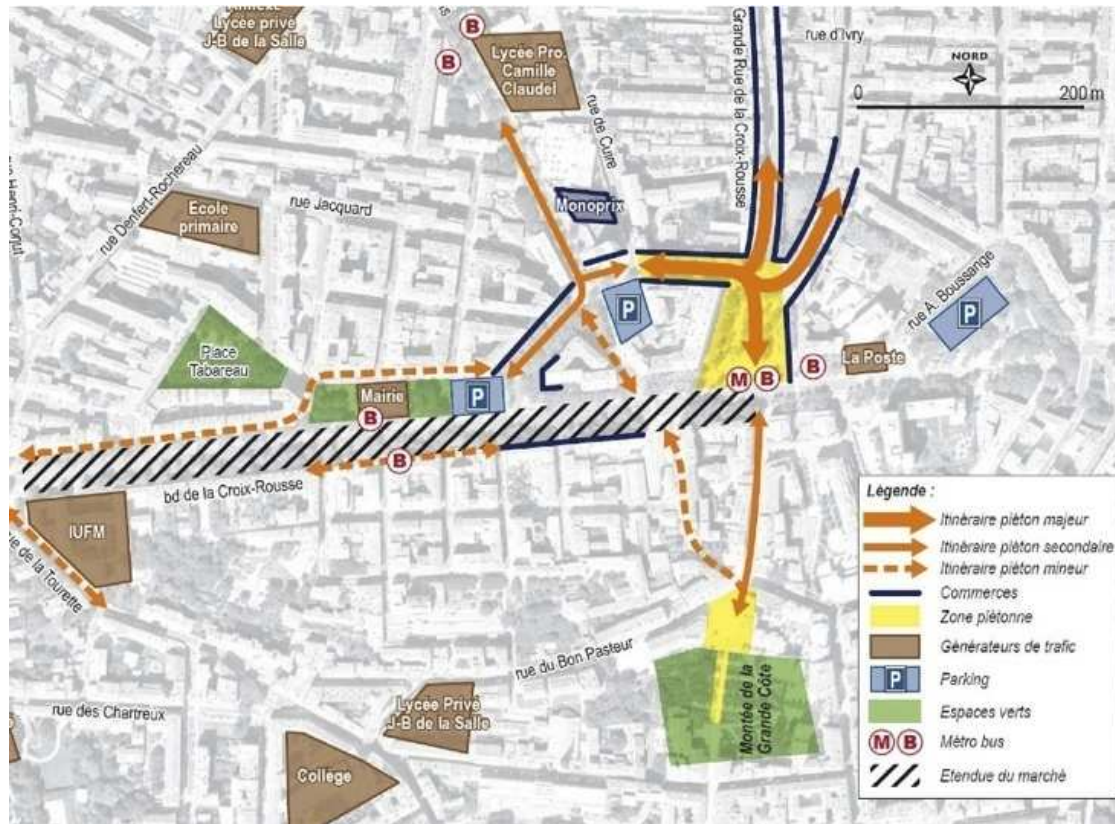 Annexe
Lycée privé
J-B de la Salle
B
B
Lycée Pro.
Camille
Claudel
rue de Cuire
Grande Rue de la Croix-Rousse
rue d'Ivry
NORD
0
200 m
rue Denfert-Rochereau
Ecole
primaire
rue Jacquard
Monoprix
P
rue A. Boussange
P
La Poste
Place
Tabareau
Mairie
B
P
M B
B
B
bd de la Croix-Rousse
IUFM
rue de la Tourette
rue du Bon Pasteur
rue des Chartreux
Lycée Privé
J-B de la Salle
Collège
Montée de la
Grande Côte
Légende :
Itinéraire piéton majeur
Itinéraire piéton secondaire
Itinéraire piéton mineur
Commerces
Zone piétonne
Générateurs de trafic
P
Parking
Espaces verts
M B
Métro bus
Etendue du marché